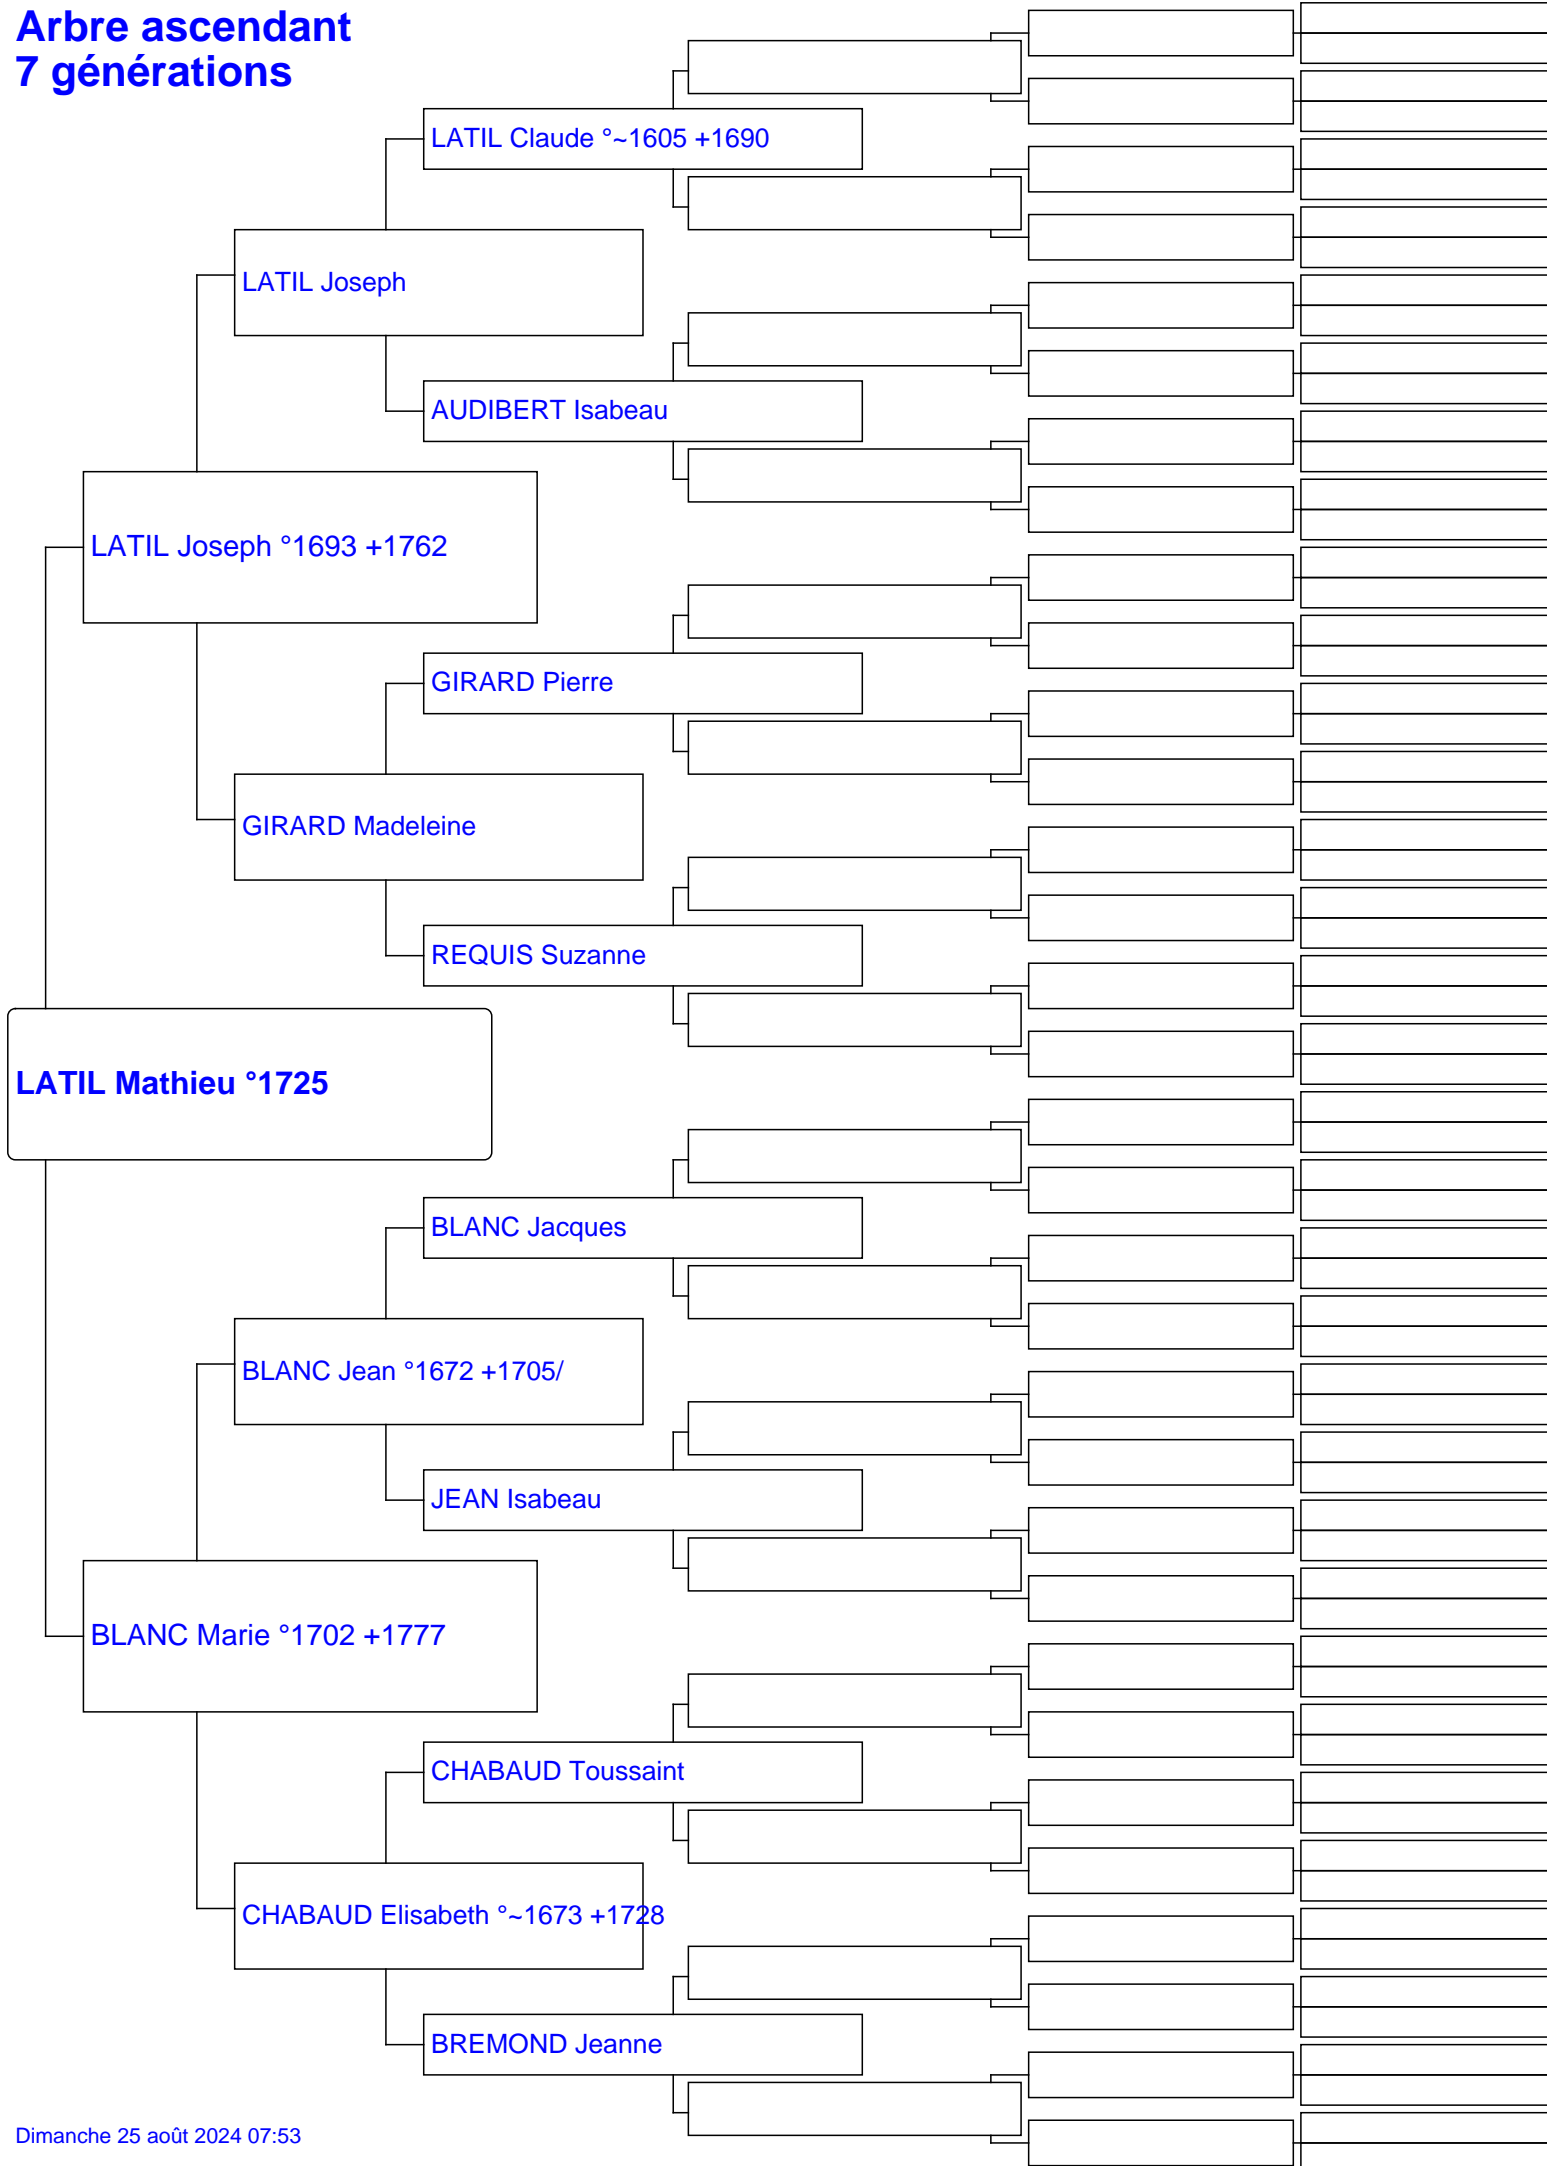 Arbre ascendant
7 générations
LATIL Claude °~1605 +1690
LATIL Joseph
AUDIBERT Isabeau
LATIL Joseph °1693 +1762
GIRARD Pierre
GIRARD Madeleine
REQUIS Suzanne
LATIL Mathieu °1725
BLANC Jacques
BLANC Jean °1672 +1705/
JEAN Isabeau
BLANC Marie °1702 +1777
CHABAUD Toussaint
CHABAUD Elisabeth °~1673 +1728
BREMOND Jeanne
Dimanche 25 août 2024 07:53